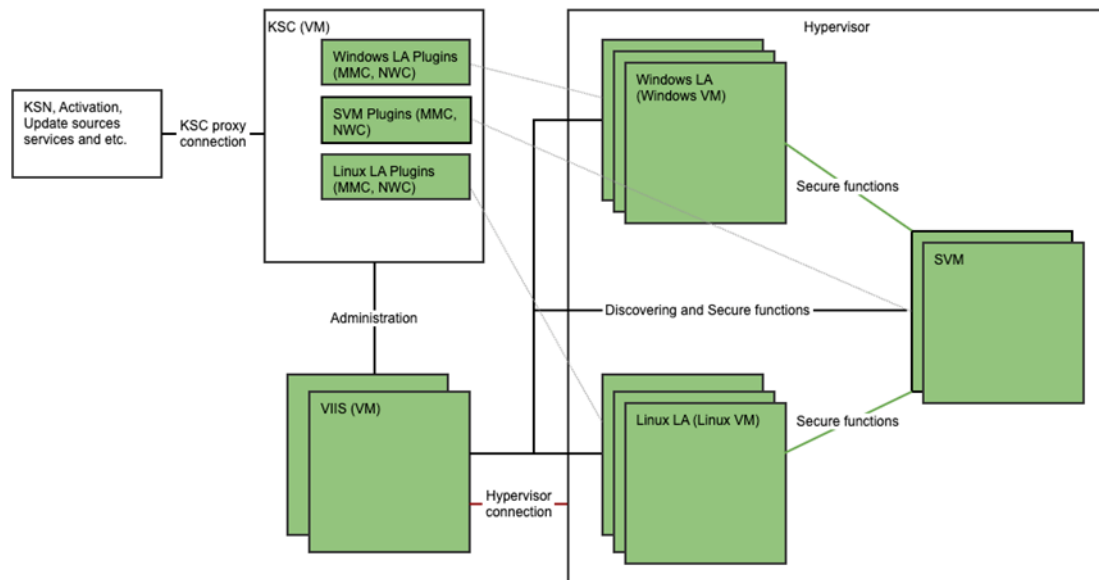 KSC (VM)
Hypervisor
Windows LA Plugins
(MMC, NWC)
Windows LA
(Windows VM)
KSN, Activation,
Update sources
services and etc.
KSC proxy
connection
SVM Plugins (MMC,
NWC)
Linux LA Plugins
(MMC, NWC)
Secure functions
SVM
Administration
Discovering and Secure functions
VIIS (VM)
Linux LA (Linux VM)
Secure functions
Hypervisor
connection